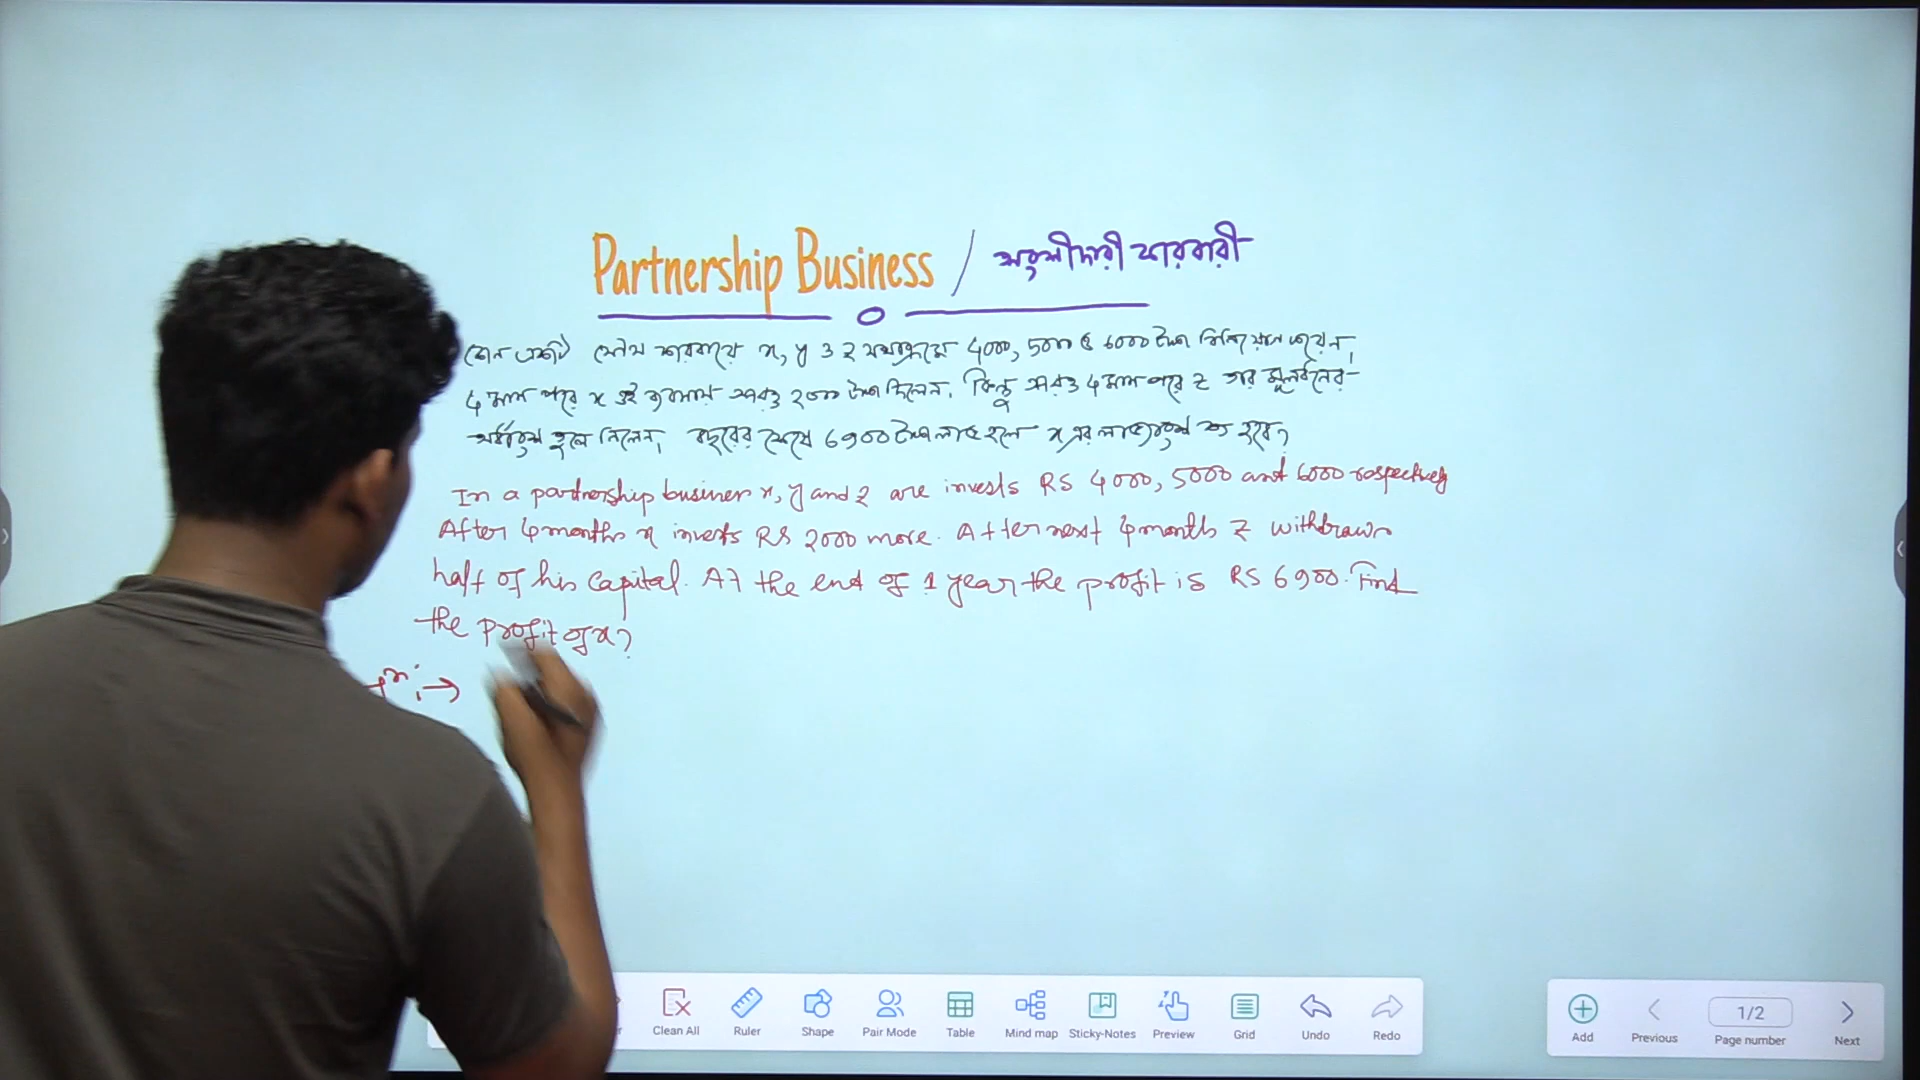 Partnership Business / অংশীদারী কারবারী
কোন একটি যৌথ কারবারে x, y ও z যথাক্রমে 4000, 5000 ও 6000 টাকা বিনিয়োগ করেন,
4 মাস পরে x ঐ ব্যবসায় আরও 2000 টাকা দিলেন, কিন্তু আরও 4 মাস পরে z তার মূলধনের
অর্ধাংশ তুলে নিলেন, বছরের শেষে 6900 টাকা লাভ হলে x এর লাভ্যাংশ কত হবে?
In a partnership business x, y and z are invests RS 4000, 5000 and 6000 respectively
After 4 months x invests RS 2000 more. After next 4 month z withdrawn
half of his capital. At the end of 1 year the profit is RS 6900. Find
the profit of x?
Clean All
Ruler
Shape
Pair Mode
Table
Mind map
Sticky-Notes
Preview
Grid
Undo
Redo
Add
Previous
1/2
Page number
Next